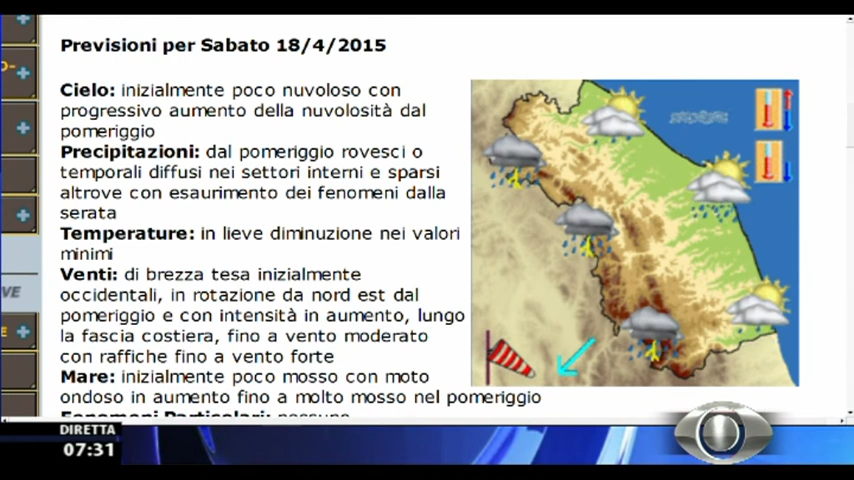 Previsioni per Sabato 18/4/2015
Cielo: inizialmente poco nuvoloso con
progressivo aumento della nuvolosità dal
pomeriggio
Precipitazioni: dal pomeriggio rovesci o
temporali diffusi nei settori interni e sparsi
altrove con esaurimento dei fenomeni dalla
serata
Temperature: in lieve diminuzione nei valori
minimi
Venti: di brezza tesa inizialmente
occidentali, in rotazione da nord est dal
pomeriggio e con intensità in aumento, lungo
la fascia costiera, fino a vento moderato
con raffiche fino a vento forte
Mare: inizialmente poco mosso con moto
ondoso in aumento fino a molto mosso nel pomeriggio
Fenomeni Particolari: nessuno
DIRETTA
07:31